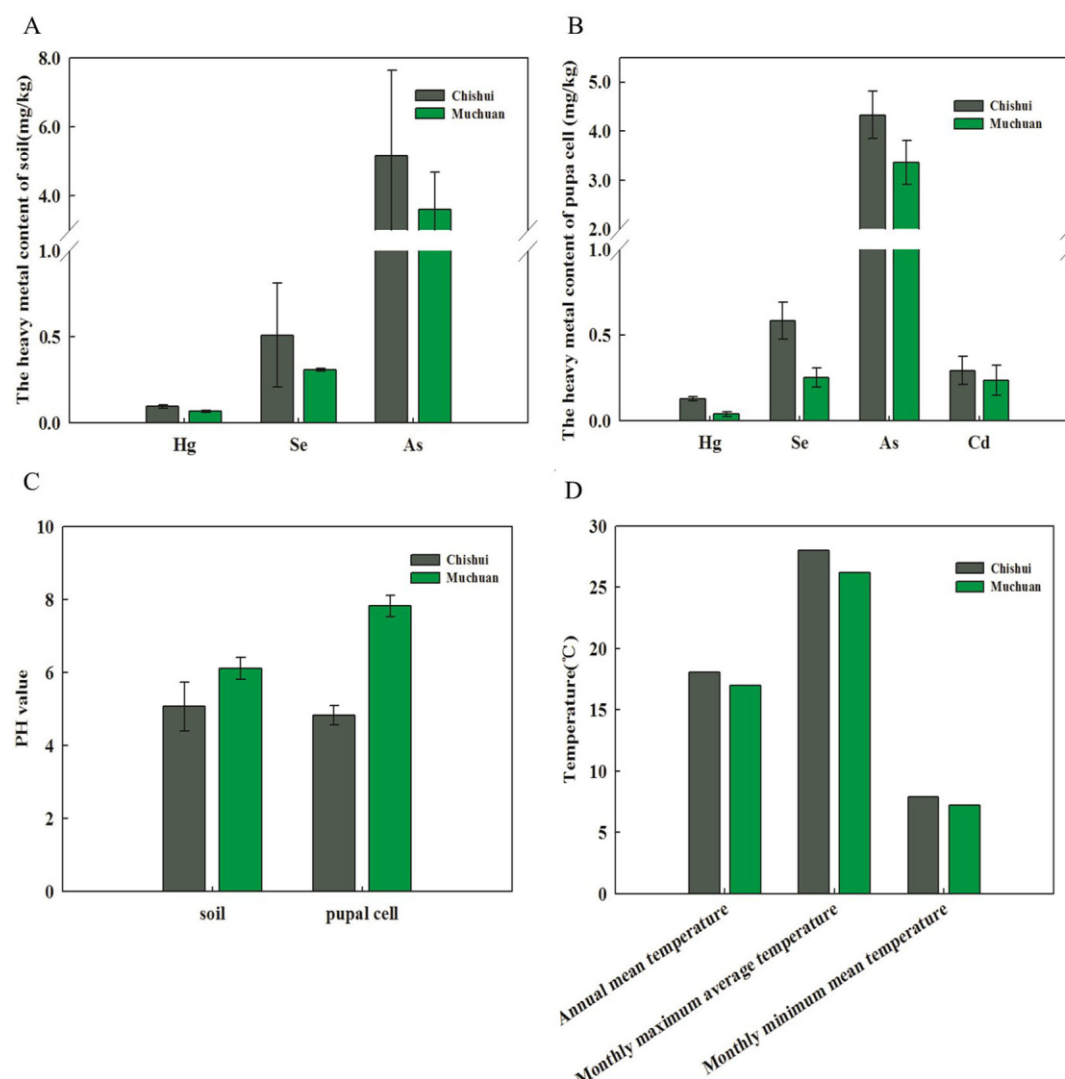 A
The heavy metal content of soil(mg/kg)
8.0
6.0
4.0
1.0
0.5
0.0
Chishui
Muchuan
Hg Se As
B
The heavy metal content of pupa cell (mg/kg)
5.0
4.0
3.0
2.0
1.0
0.5
0.0
Chishui
Muchuan
Hg Se As Cd
C
PH value
10
8
6
4
2
0
Chishui
Muchuan
soil pupal cell
D
Temperature(℃)
30
25
20
15
10
5
0
Chishui
Muchuan
Annual mean temperature
Monthly maximum average temperature
Monthly minimum mean temperature